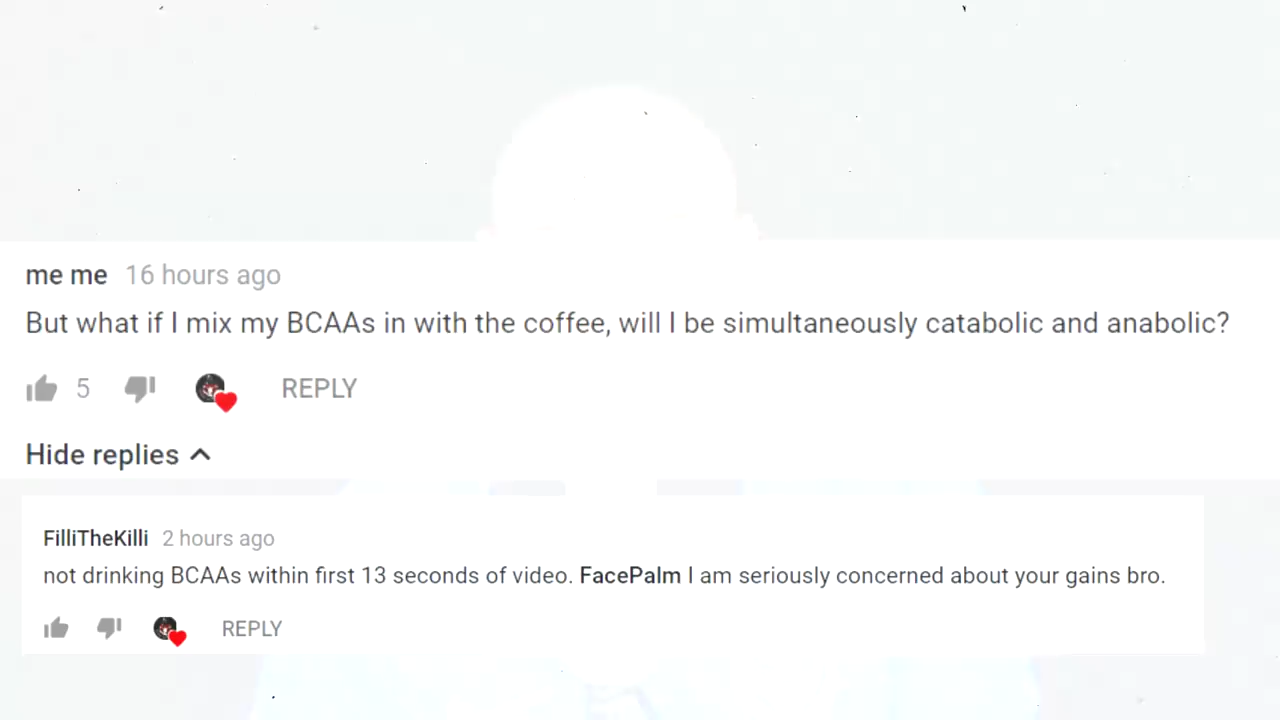 me me 16 hours ago
But what if I mix my BCAAs in with the coffee, will I be simultaneously catabolic and anabolic?
5 REPLY
Hide replies
FilliTheKilli 2 hours ago
not drinking BCAAs within first 13 seconds of video. FacePalm I am seriously concerned about your gains bro.
REPLY